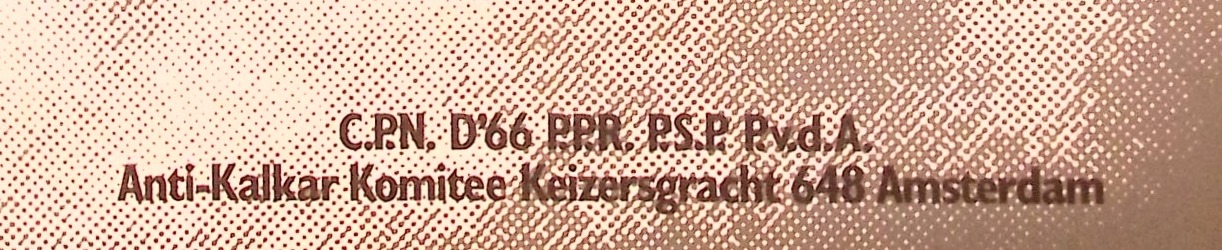 C.P.N. D'66 P.P.R. P.S.P. P.v.d.A.
Anti-Kalkar Komitee Keizersgracht 648 Amsterdam